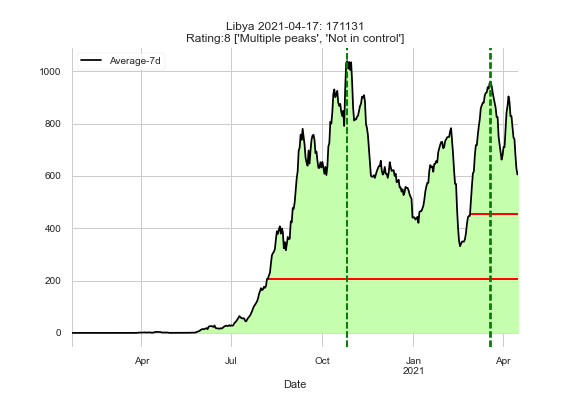 Libya 2021-04-17: 171131
Rating:8 ['Multiple peaks', 'Not in control']
Average-7d
1000
800
600
400
200
0
Apr
Jul
Oct
Jan
2021
Apr
Date